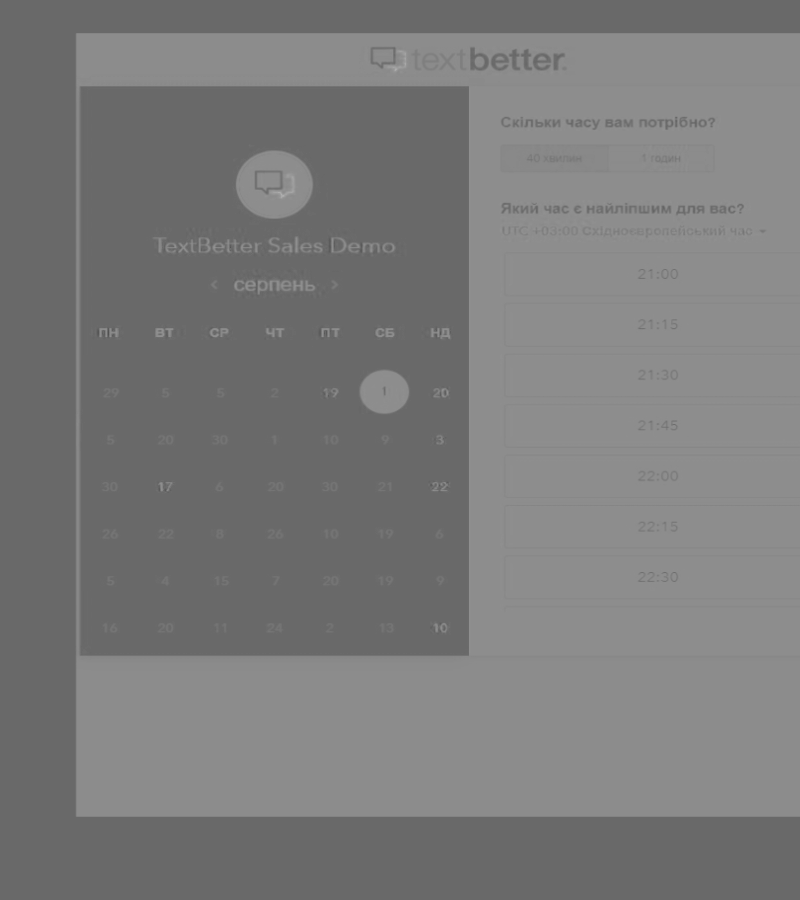 textbetter
TextBetter Sales Demo
серпень
ПН ВТ СР ЧТ ПТ СБ НД
29 5 5 2 19 1 20
5 20 30 1 10 9 3
30 17 6 20 30 21 22
26 22 8 26 10 19 6
5 4 15 7 20 19 9
16 20 11 24 2 13 10
Скільки часу вам потрібно?
40 хвилин 1 годин
Який час є найліпшим для вас?
UTC +03:00 Східноєвропейський час
21:00
21:15
21:30
21:45
22:00
22:15
22:30